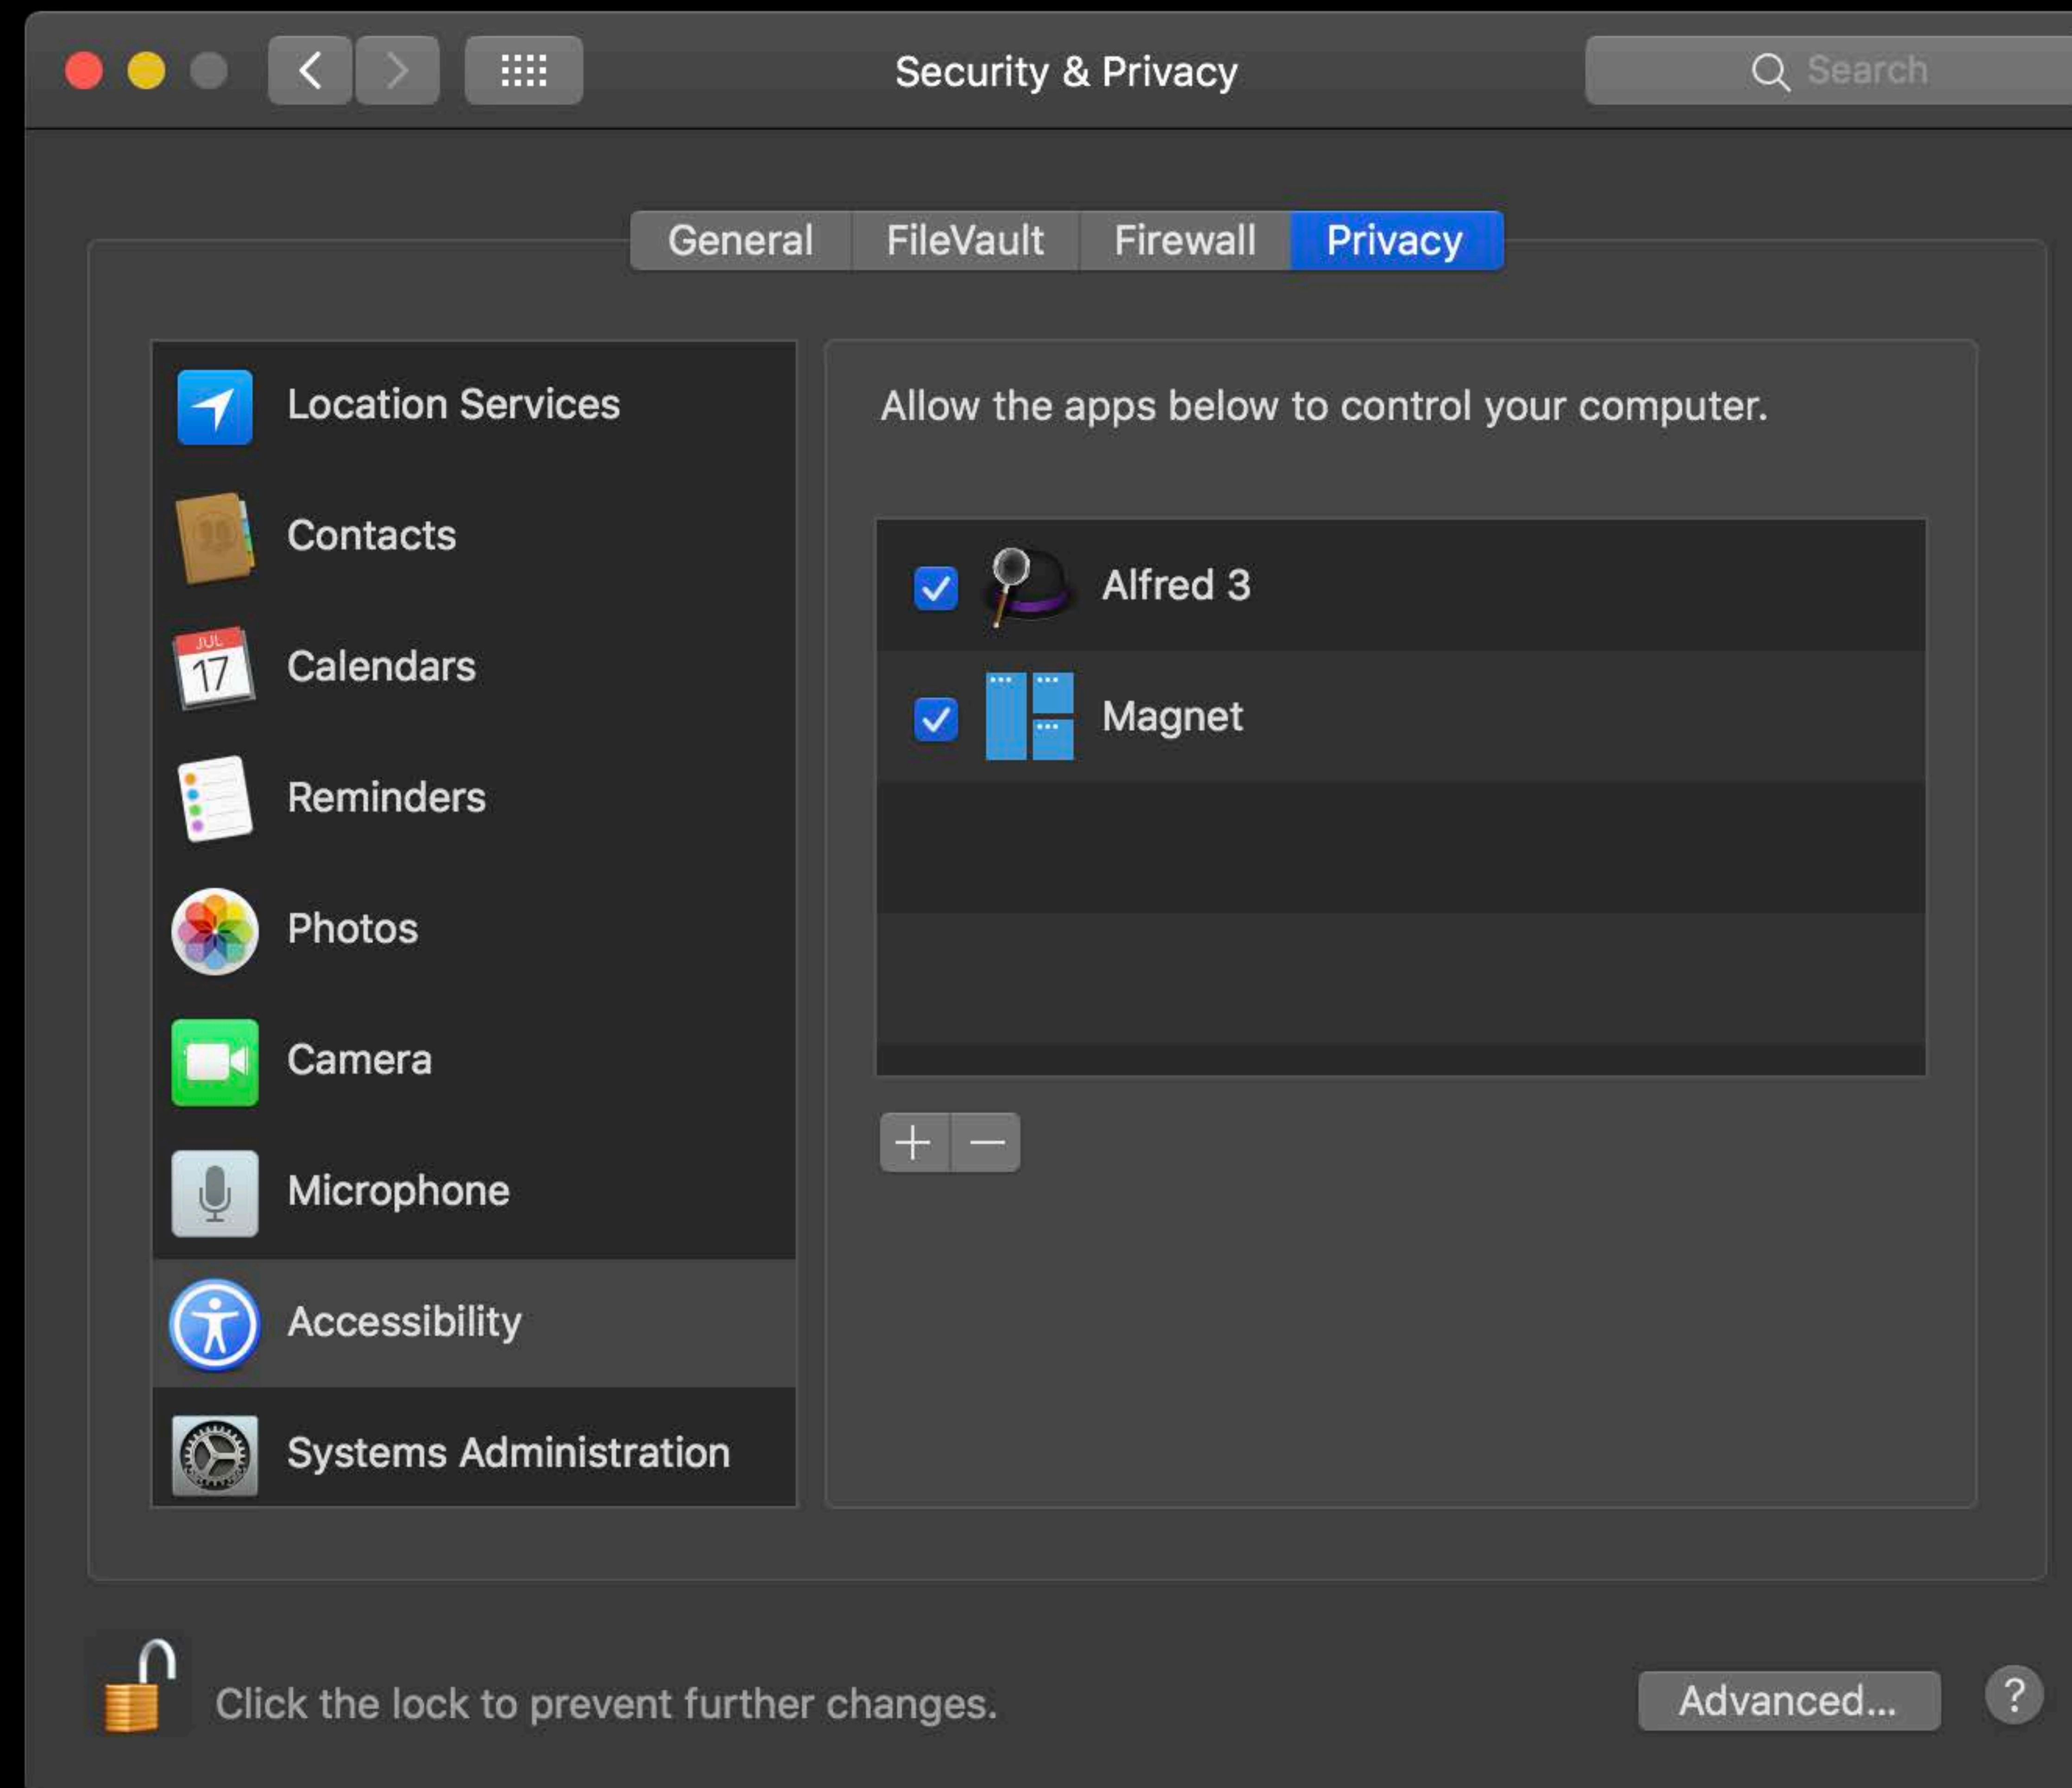 Security & Privacy
Search
General
FileVault
Firewall
Privacy
Location Services
Contacts
JUL
17
Calendars
Reminders
Photos
Camera
Microphone
Accessibility
Systems Administration
Allow the apps below to control your computer.
Alfred 3
Magnet
Click the lock to prevent further changes.
Advanced...
?